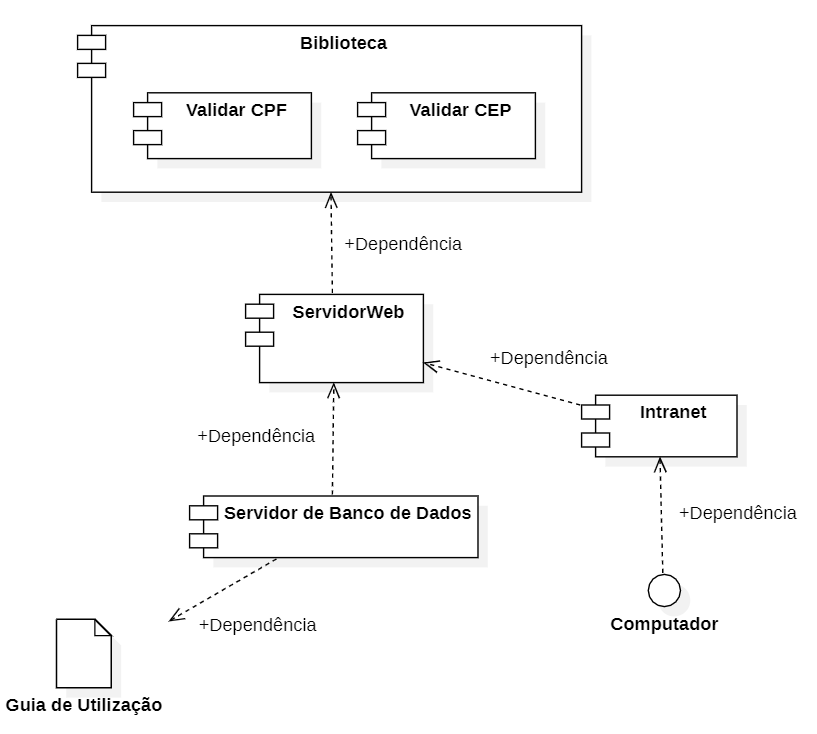 Biblioteca
Validar CPF
Validar CEP
+Dependência
ServidorWeb
+Dependência
Intranet
+Dependência
Servidor de Banco de Dados
+Dependência
Computador
+Dependência
Guia de Utilização